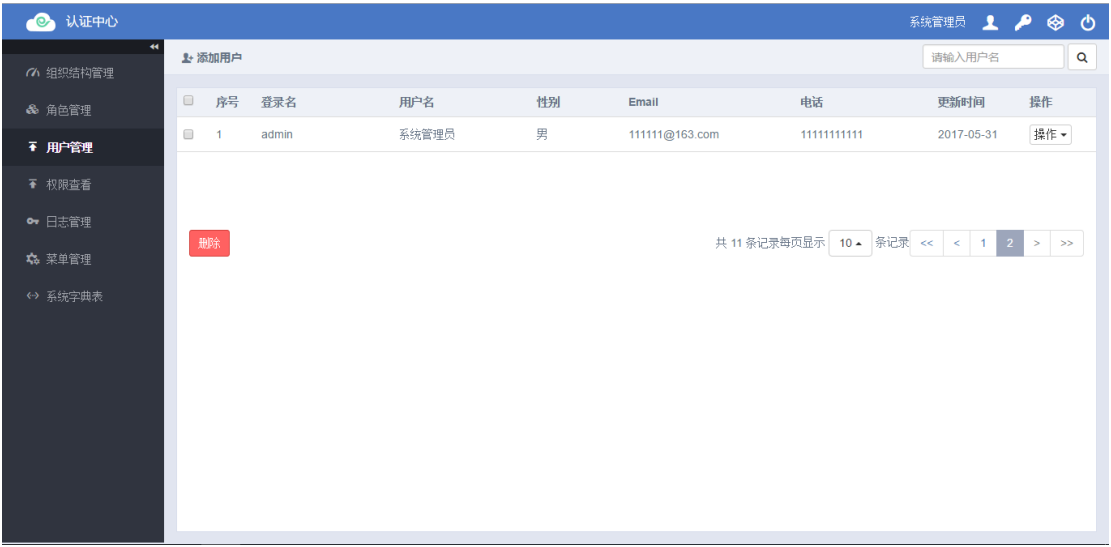 认证中心
系统管理员
组织结构管理
角色管理
用户管理
权限查看
日志管理
菜单管理
系统字典表
添加用户
请输入用户名
序号 登录名 用户名 性别 Email 电话 更新时间 操作
1 admin 系统管理员 男 111111@163.com 11111111111 2017-05-31 操作
删除
共 11 条记录每页显示 10 条记录 << < 1 2 > >>